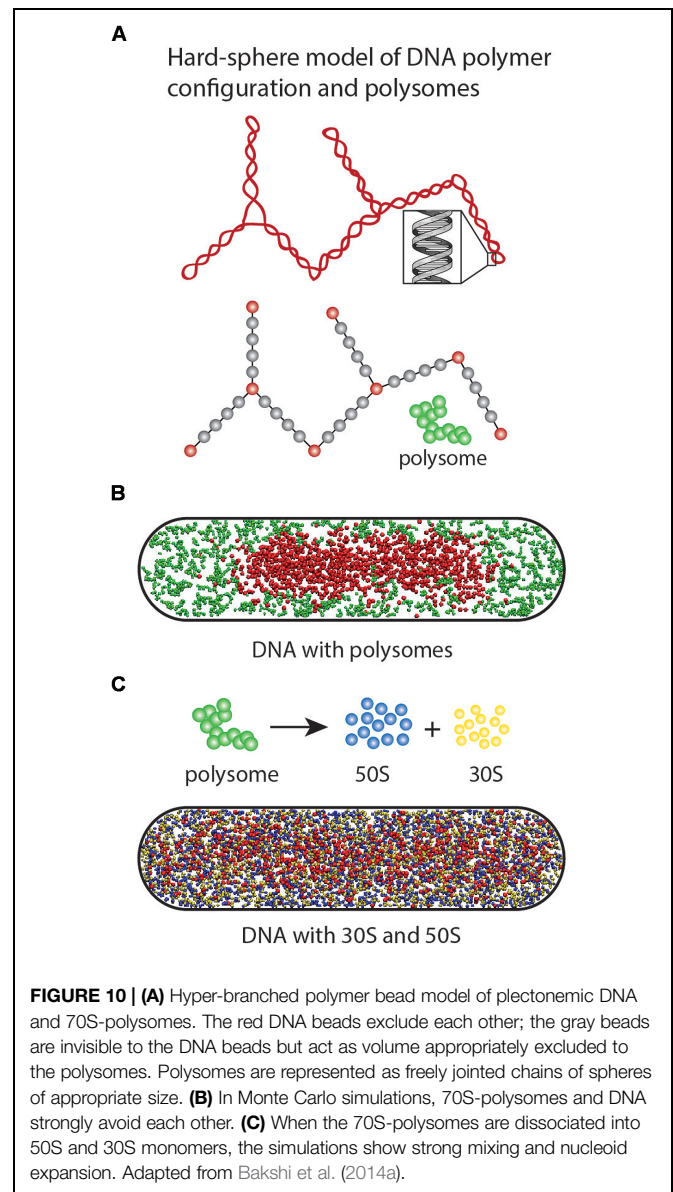 A
Hard-sphere model of DNA polymer
configuration and polysomes
polysome
B
DNA with polysomes
C
polysome
50S
+
30S
DNA with 30S and 50S
FIGURE 10 | (A) Hyper-branched polymer bead model of plectonemic DNA
and 70S-polysomes. The red DNA beads exclude each other; the gray beads
are invisible to the DNA beads but act as volume appropriately excluded to
the polysomes. Polysomes are represented as freely jointed chains of spheres
of appropriate size. (B) In Monte Carlo simulations, 70S-polysomes and DNA
strongly avoid each other. (C) When the 70S-polysomes are dissociated into
50S and 30S monomers, the simulations show strong mixing and nucleoid
expansion. Adapted from Bakshi et al. (2014a).